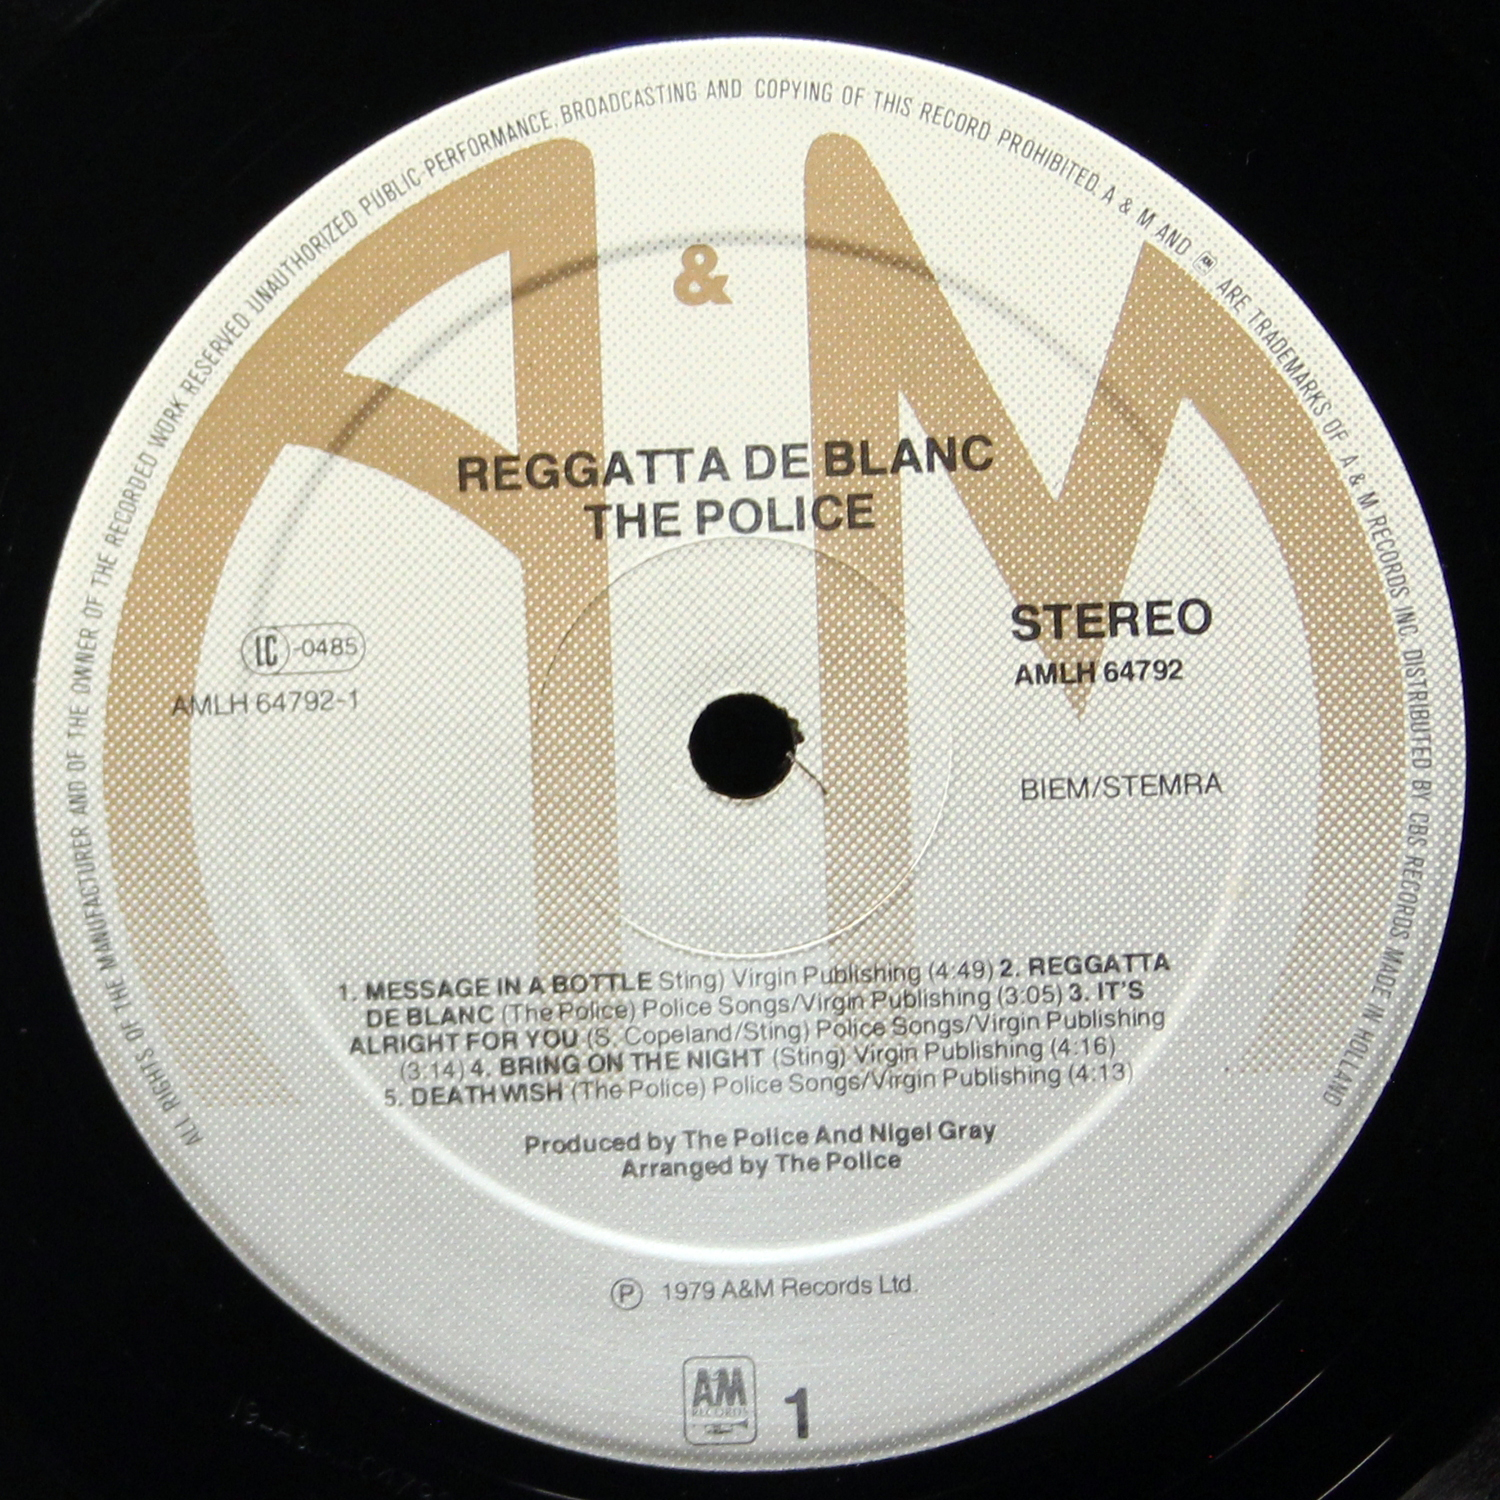 ALL RIGHTS OF THE MANUFACTURER AND OF THE OWNER OF THE RECORDED WORK RESERVED UNAUTHORIZED PUBLIC PERFORMANCE, BROADCASTING AND COPYING OF THIS RECORD PROHIBITED. A & M AND AM ARE TRADEMARKS OF A & M RECORDS INC. DISTRIBUTED BY CBS RECORDS MADE IN HOLLAND
A & M
REGGATTA DE BLANC
THE POLICE
STEREO
LC-0485
AMLH 64792
AMLH 64792-1
BIEM/STEMRA
1. MESSAGE IN A BOTTLE Sting) Virgin Publishing (4:49) 2. REGGATTA
DE BLANC (The Police) Police Songs/Virgin Publishing (3:05) 3. IT'S
ALRIGHT FOR YOU (S. Copeland/Sting) Police Songs/Virgin Publishing
(3:14) 4. BRING ON THE NIGHT (Sting) Virgin Publishing (4:16)
5. DEATHWISH (The Police) Police Songs/Virgin Publishing (4:13)
Produced by The Police And Nigel Gray
Arranged by The Police
℗ 1979 A&M Records Ltd.
AM
RECORDS
1